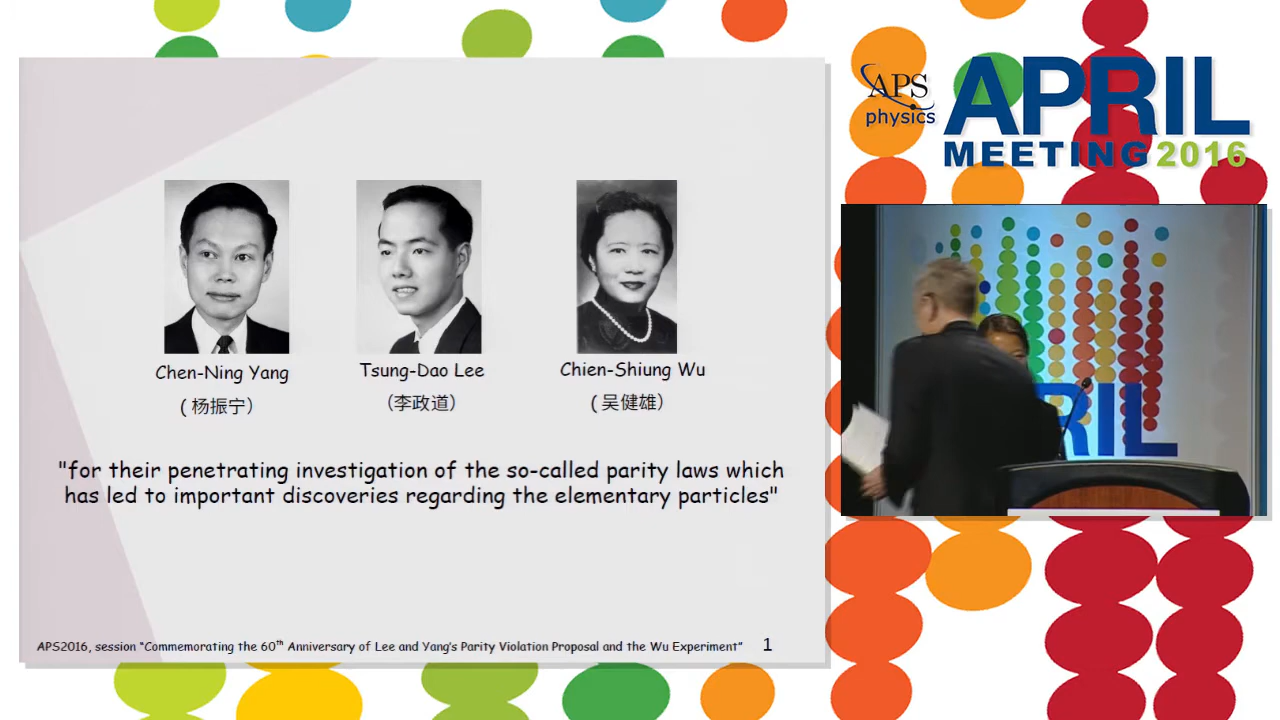 APS
physics
APRIL
MEETING 2016
Chen-Ning Yang
Tsung-Dao Lee
Chien-Shiung Wu
( 杨振宁）
（李政道）
( 吴健雄）
"for their penetrating investigation of the so-called parity laws which
has led to important discoveries regarding the elementary particles"
APS2016, session “Commemorating the 60th Anniversary of Lee and Yang's Parity Violation Proposal and the Wu Experiment” 1
RIL